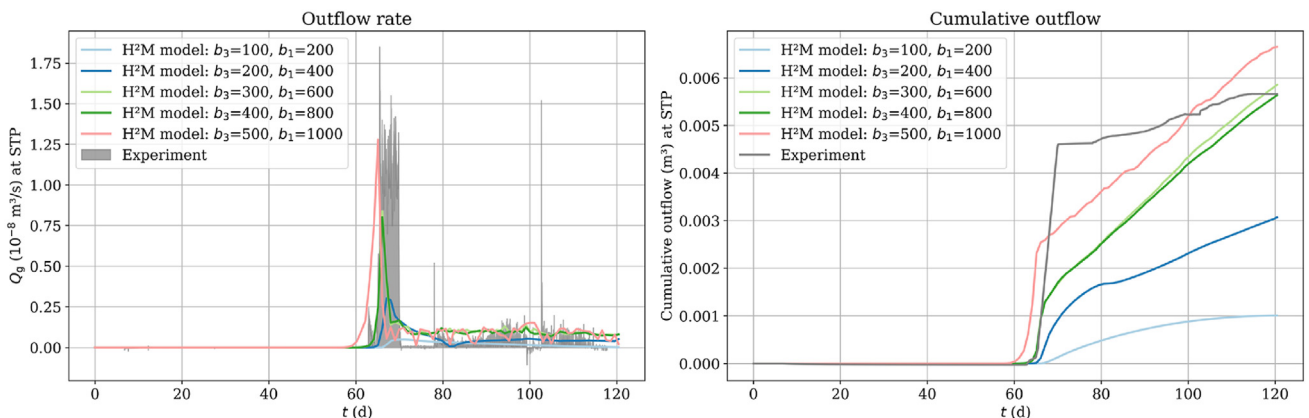 Outflow rate
H²M model: b₃=100, b₁=200
H²M model: b₃=200, b₁=400
H²M model: b₃=300, b₁=600
H²M model: b₃=400, b₁=800
H²M model: b₃=500, b₁=1000
Experiment
Q_g (10⁻⁸ m³/s) at STP
1.75
1.50
1.25
1.00
0.75
0.50
0.25
0.00
0 20 40 60 80 100 120
t (d)
Cumulative outflow
H²M model: b₃=100, b₁=200
H²M model: b₃=200, b₁=400
H²M model: b₃=300, b₁=600
H²M model: b₃=400, b₁=800
H²M model: b₃=500, b₁=1000
Experiment
Cumulative outflow (m³) at STP
0.006
0.005
0.004
0.003
0.002
0.001
0.000
0 20 40 60 80 100 120
t (d)